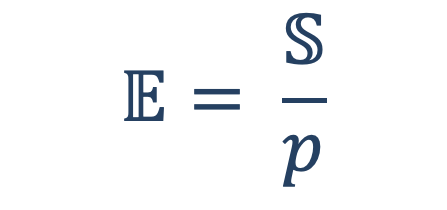 𝔼 = 𝕊
p